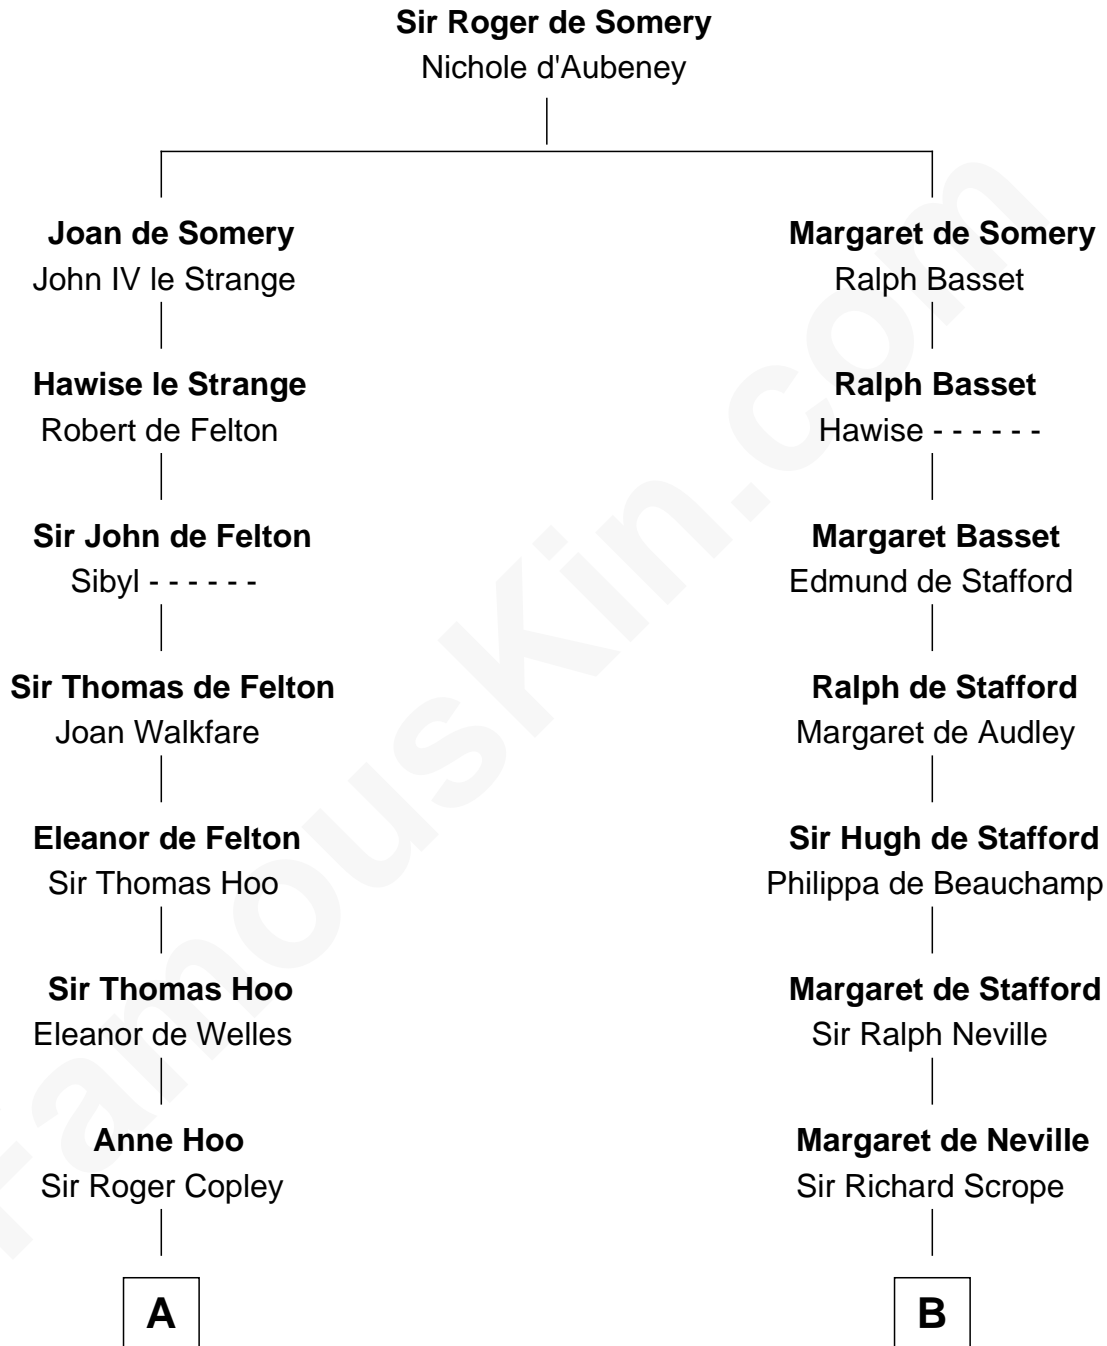 Sir Roger de Somery
Nichole d'Aubeney
Joan de Somery
John IV le Strange
Margaret de Somery
Ralph Basset
Hawise le Strange
Robert de Felton
Ralph Basset
Hawise - - - - - -
Sir John de Felton
Sibyl - - - - - -
Margaret Basset
Edmund de Stafford
Sir Thomas de Felton
Joan Walkfare
Ralph de Stafford
Margaret de Audley
Eleanor de Felton
Sir Thomas Hoo
Sir Hugh de Stafford
Philippa de Beauchamp
Sir Thomas Hoo
Eleanor de Welles
Margaret de Stafford
Sir Ralph Neville
Anne Hoo
Sir Roger Copley
Margaret de Neville
Sir Richard Scrope
A
B
FamousKin.com